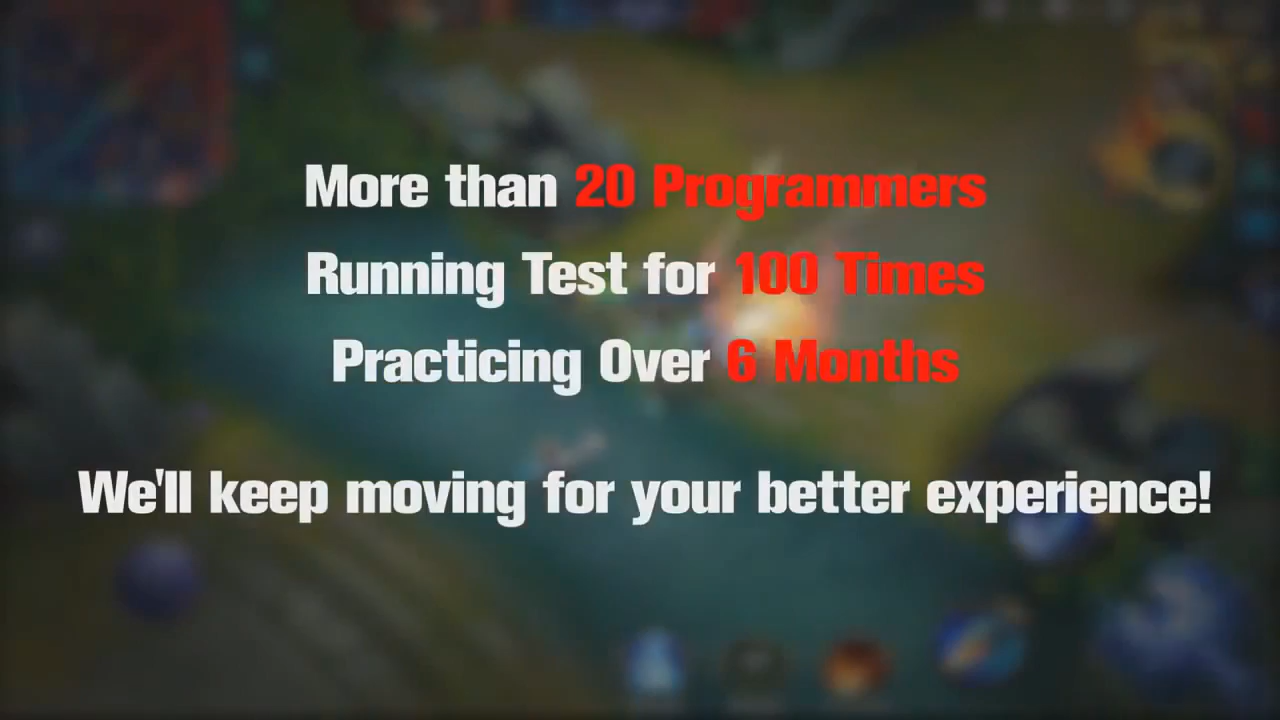 More than 20 Programmers
Running Test for 100 Times
Practicing Over 6 Months
We'll keep moving for your better experience!